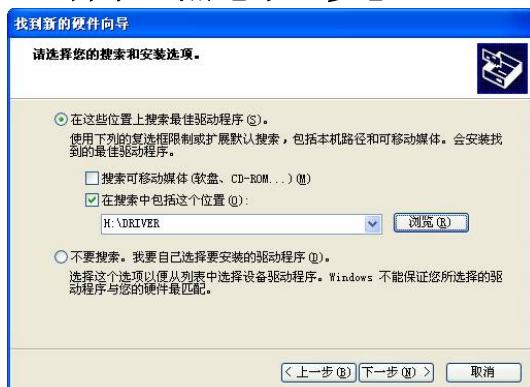 找到新的硬件向导
请选择您的搜索和安装选项。
在这些位置上搜索最佳驱动程序(S)。
使用下列的复选框限制或扩展默认搜索，包括本机路径和可移动媒体。会安装找
到的最佳驱动程序。
搜索可移动媒体(软盘、CD-ROM...)(M)
在搜索中包括这个位置(O):
H:\DRIVER
浏览(R)
不要搜索。我要自己选择要安装的驱动程序(D)。
选择这个选项以便从列表中选择设备驱动程序。Windows 不能保证您所选择的驱
动程序与您的硬件最匹配。
< 上一步(B) 下一步(N) > 取消